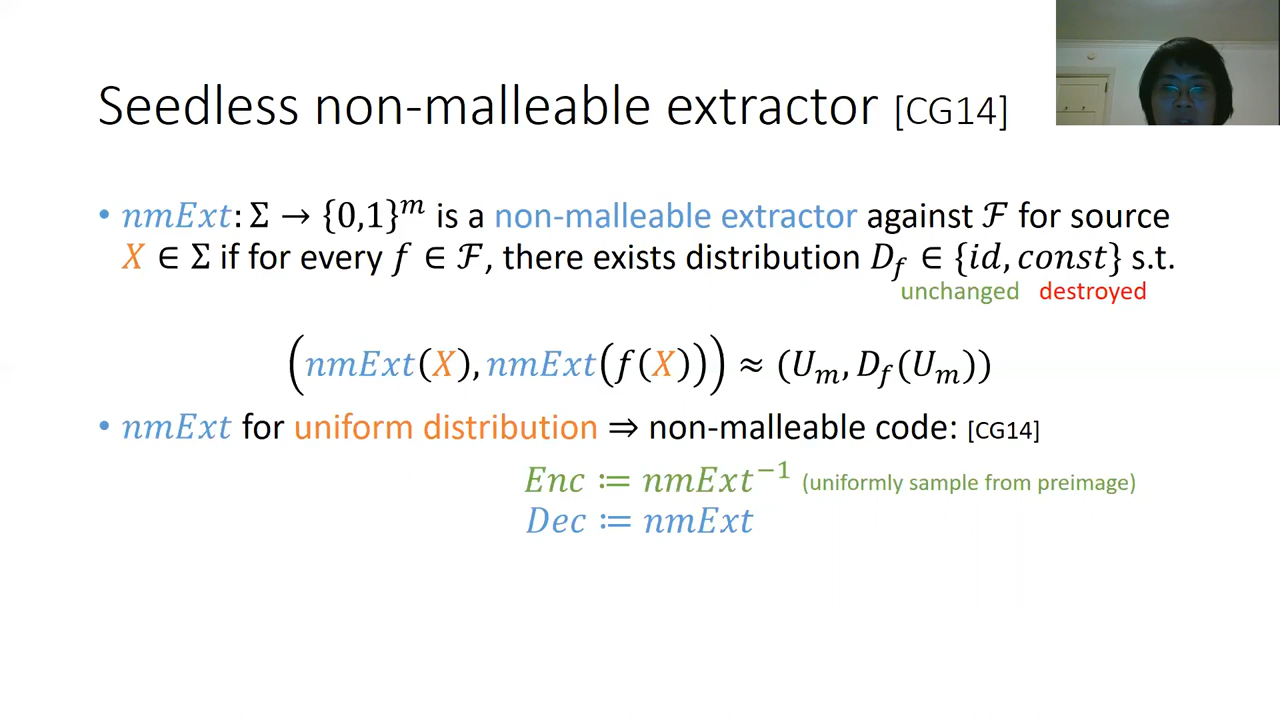 Seedless non-malleable extractor [CG14]
• nmExt: Σ → {0,1}^m is a non-malleable extractor against ℱ for source
X ∈ Σ if for every f ∈ ℱ, there exists distribution D_f ∈ {id, const} s.t.
unchanged destroyed
(nmExt(X), nmExt(f(X))) ≈ (U_m, D_f(U_m))
• nmExt for uniform distribution ⇒ non-malleable code: [CG14]
Enc ≔ nmExt^{-1} (uniformly sample from preimage)
Dec ≔ nmExt